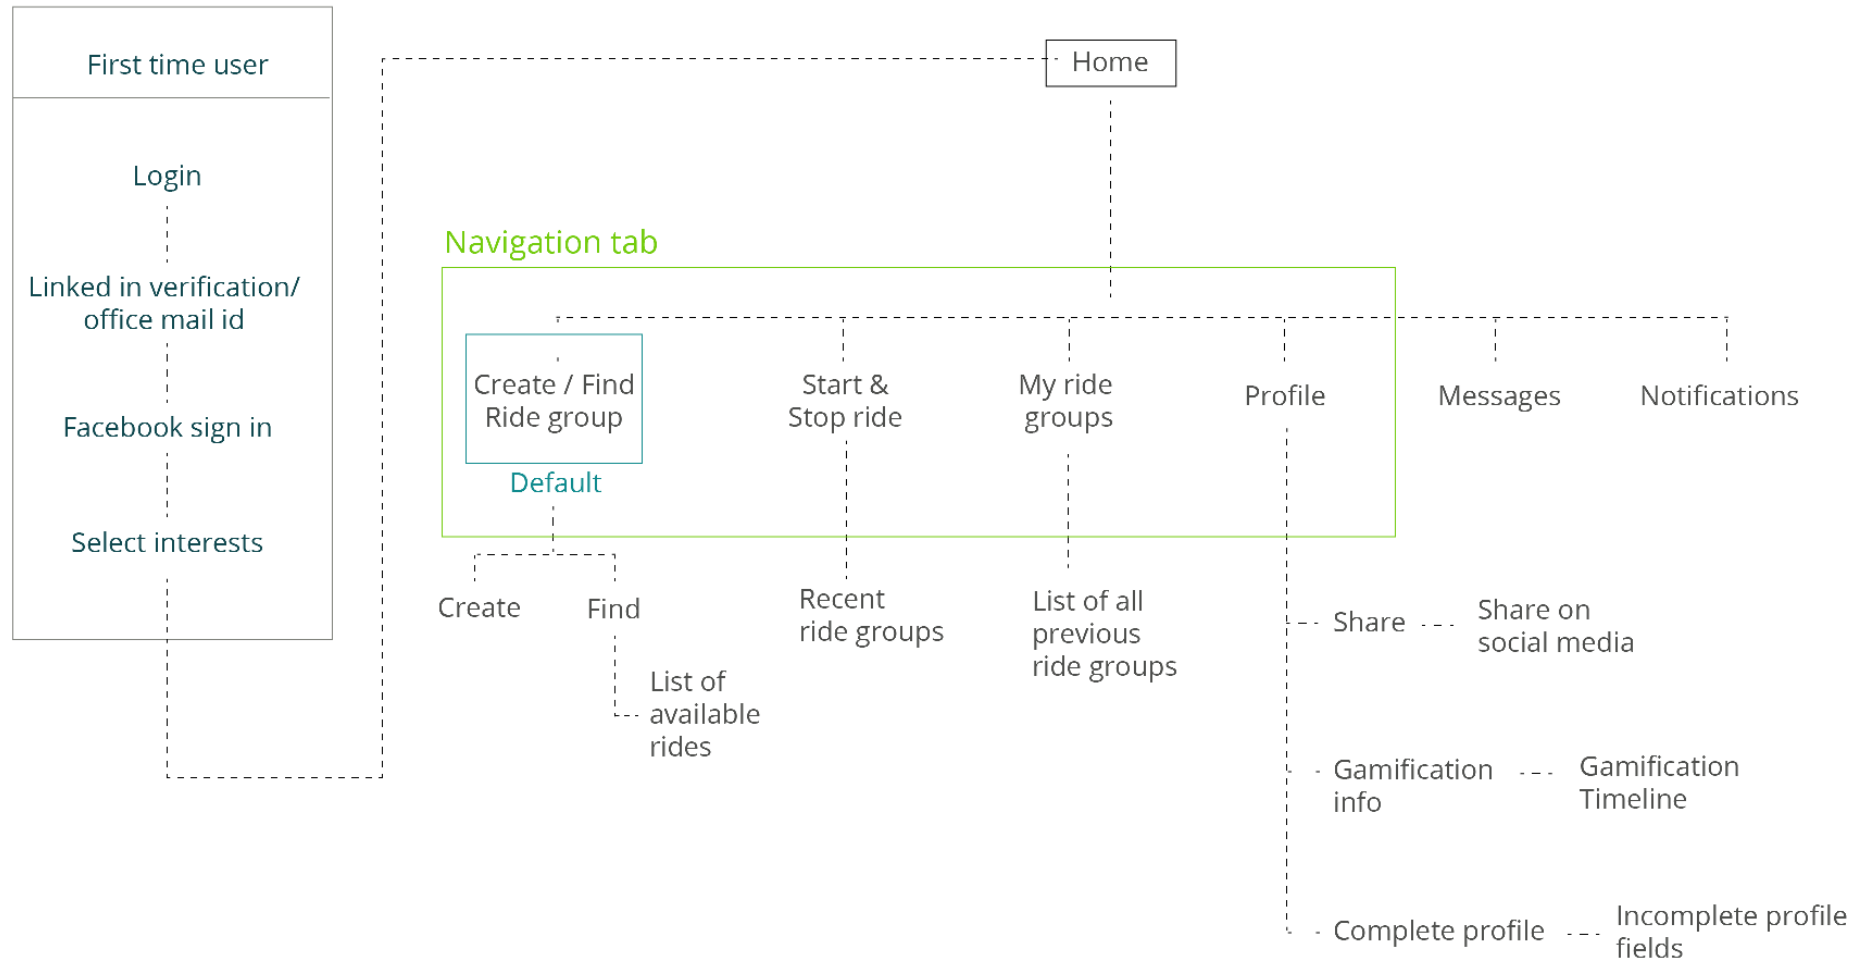 First time user
Login
Linked in verification/
office mail id
Facebook sign in
Select interests
Home
Navigation tab
Create / Find
Ride group
Default
Start &
Stop ride
My ride
groups
Profile
Messages
Notifications
Create
Find
List of
available
rides
Recent
ride groups
List of all
previous
ride groups
Share
Share on
social media
Gamification
info
Gamification
Timeline
Complete profile
Incomplete profile
fields